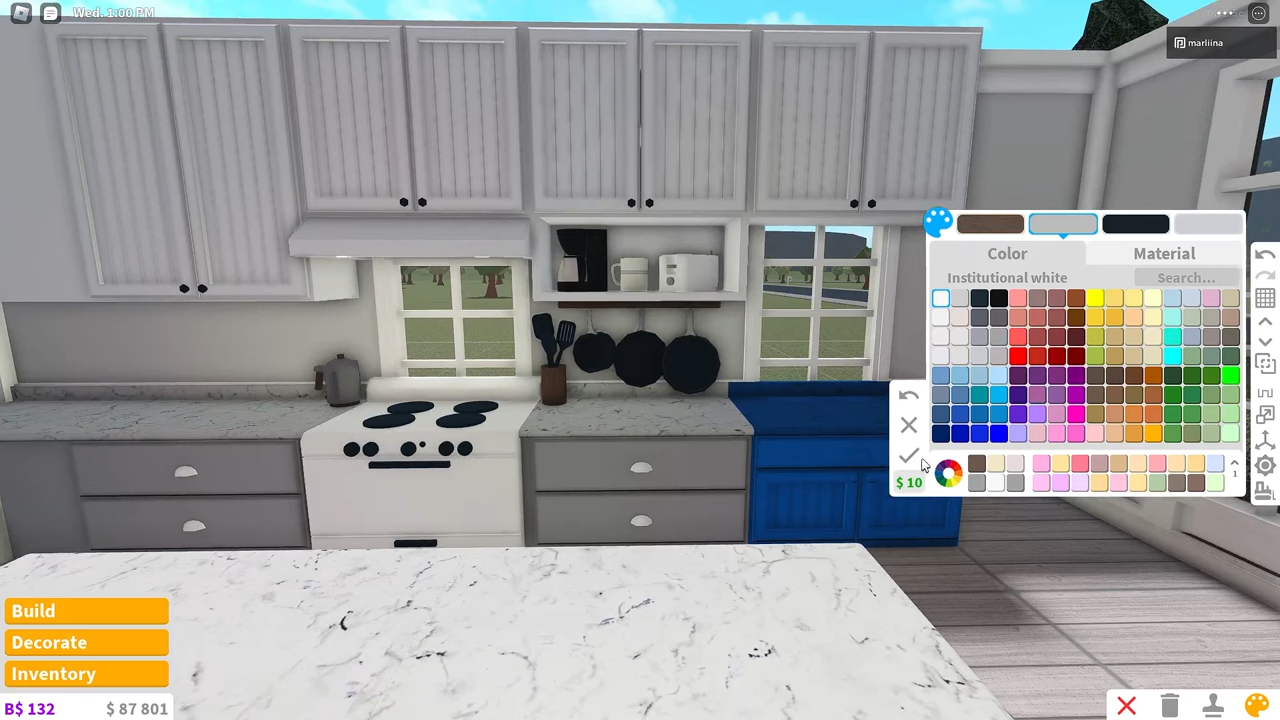 Wed. 1:00 PM
marliina
Color
Material
Institutional white
Search...
1
$ 10
Build
Decorate
Inventory
B$ 132
$ 87 801